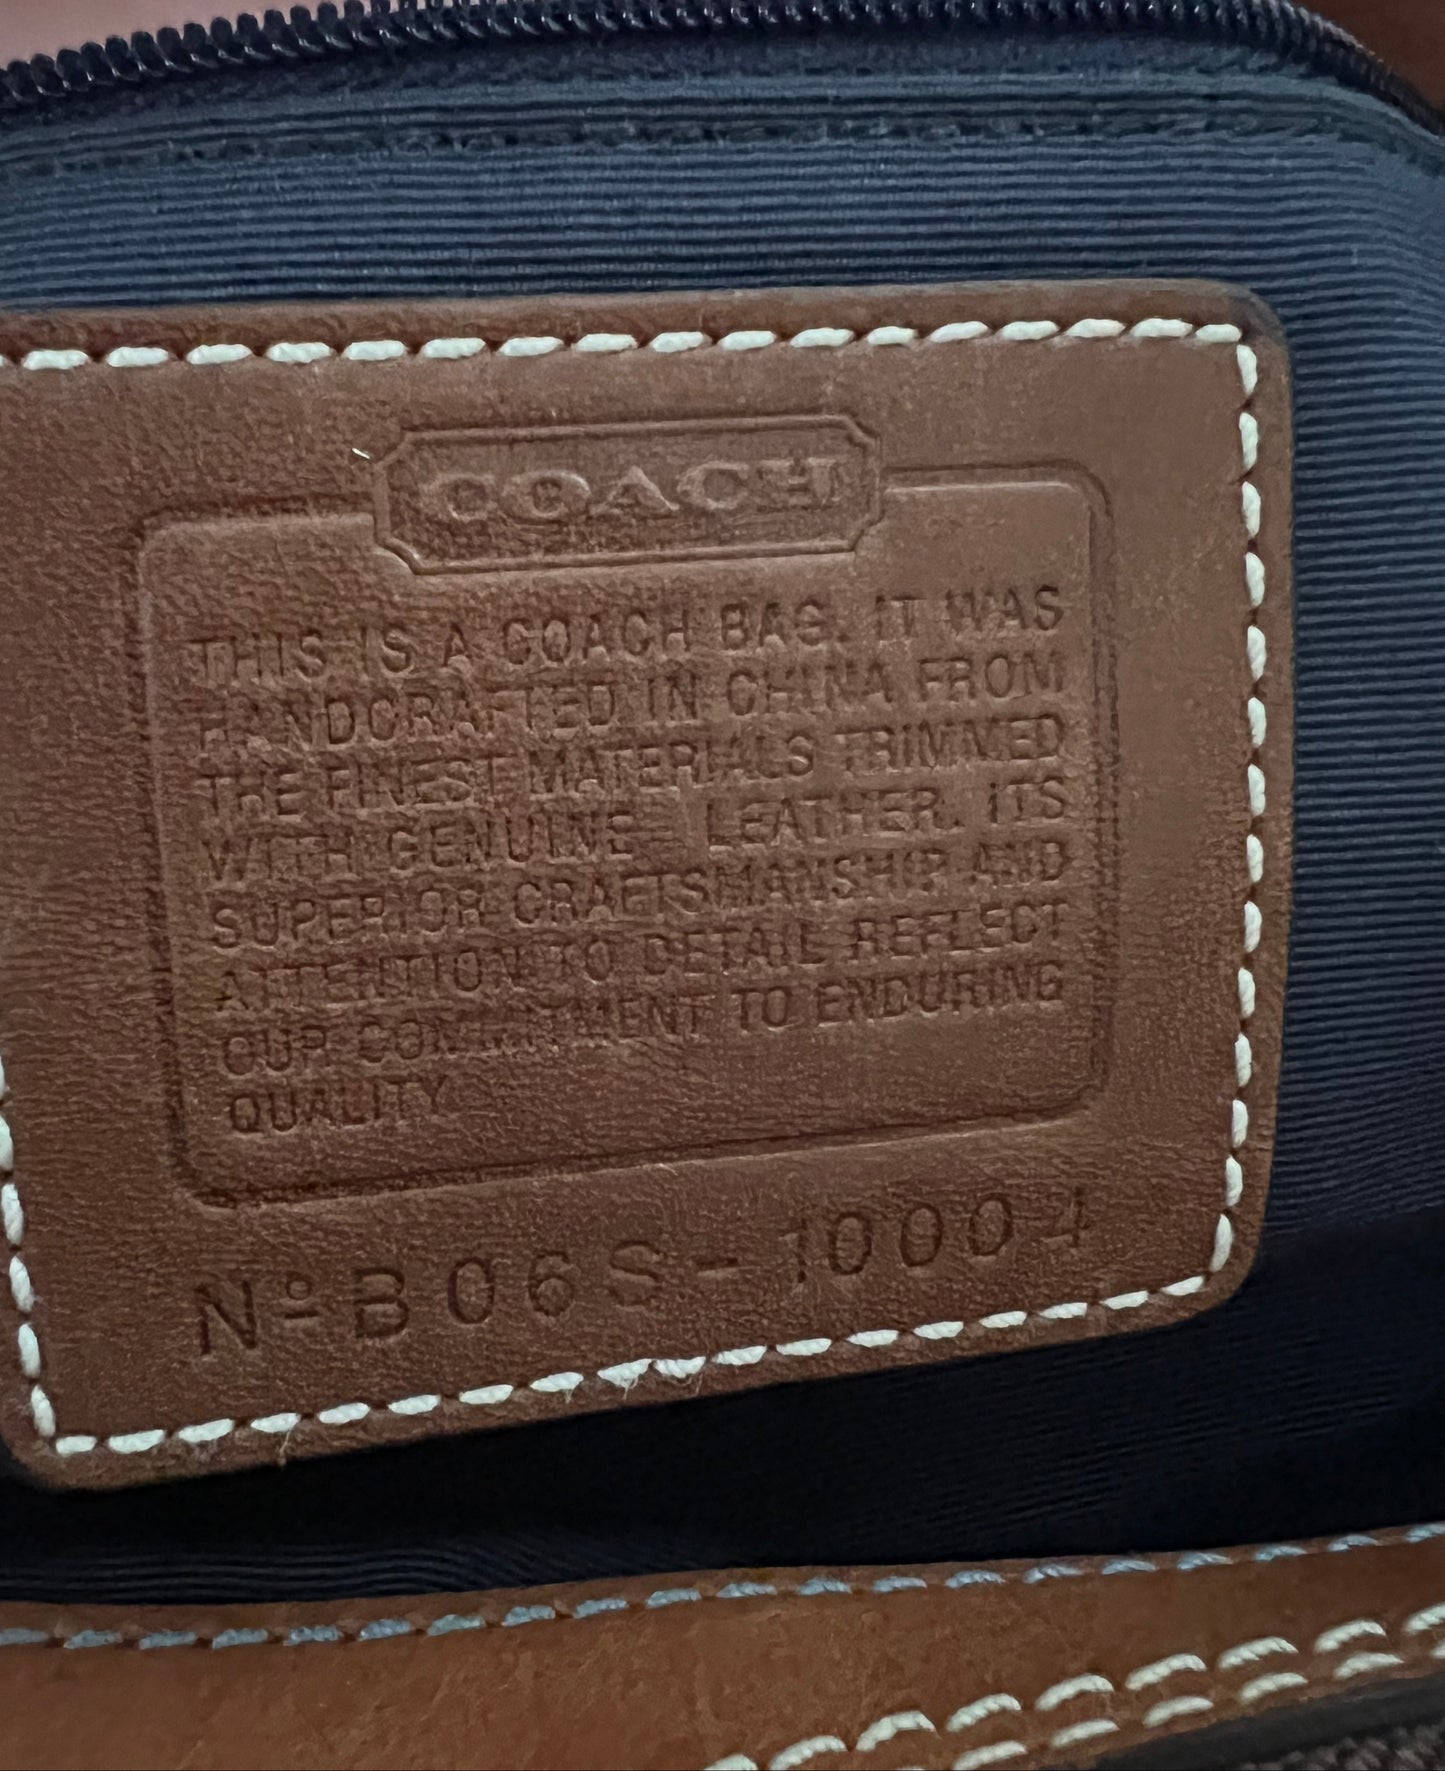 COACH
THIS IS A COACH BAG. IT WAS
HANDCRAFTED IN CHINA FROM
THE FINEST MATERIALS TRIMMED
WITH GENUINE LEATHER. ITS
SUPERIOR CRAFTSMANSHIP AND
ATTENTION TO DETAIL REFLECT
OUR COMMITMENT TO ENDURING
QUALITY
Nº B06S-10004